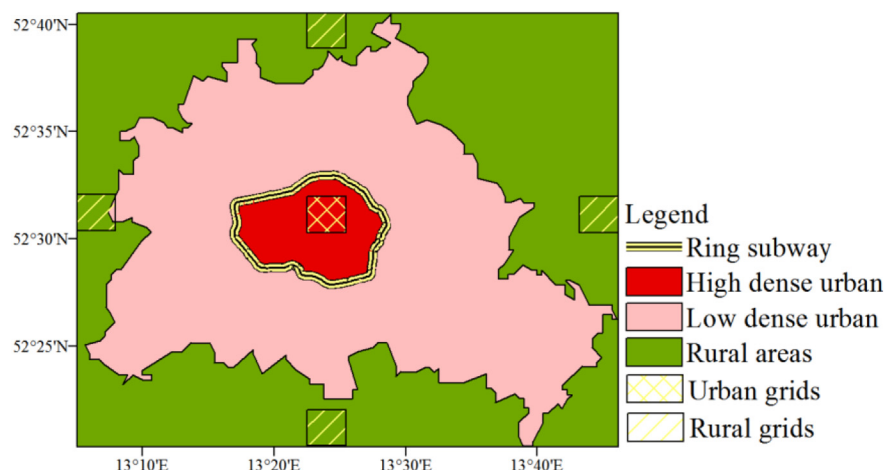 52°40'N
52°35'N
52°30'N
52°25'N
13°10'E
13°20'E
13°30'E
13°40'E
Legend
Ring subway
High dense urban
Low dense urban
Rural areas
Urban grids
Rural grids